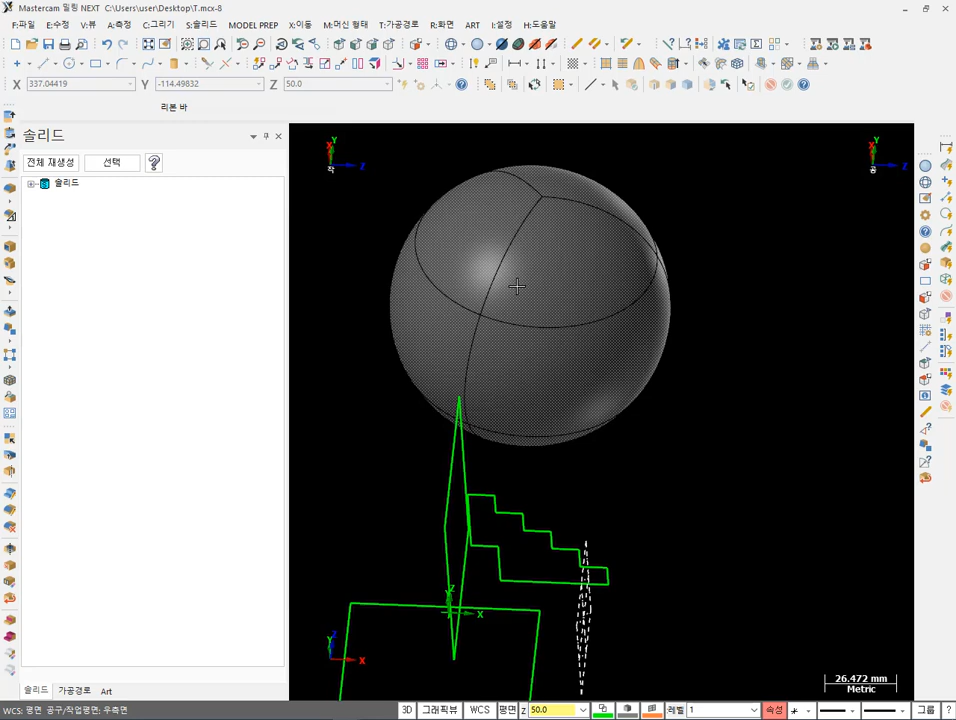 Mastercam 밀링 NEXT  C:\Users\user\Desktop\T.mcx-8
F:파일 E:수정 V:뷰 A:측정 C:그리기 S:솔리드 MODEL PREP X:이동 M:머신 형태 T:가공경로 R:화면 ART I:설정 H:도움말
X 337.04419 Y -114.49832 Z 50.0
리본 바
솔리드
전체 재생성 선택 ?
솔리드
Y X Z
Y X Z
Z Y X
Z Y X
26.472 mm
Metric
솔리드 가공경로 Art
WCS: 평면 공구/작업평면: 우측면 3D 그래픽뷰 WCS 평면 Z 50.0 레벨 1 속성 그룹 ?